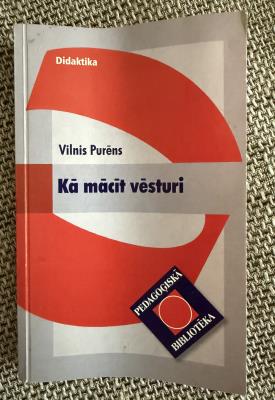 Didaktika
Vilnis Purēns
Kā mācīt vēsturi
PEDAGOĢISKĀ
BIBLIOTĒKA